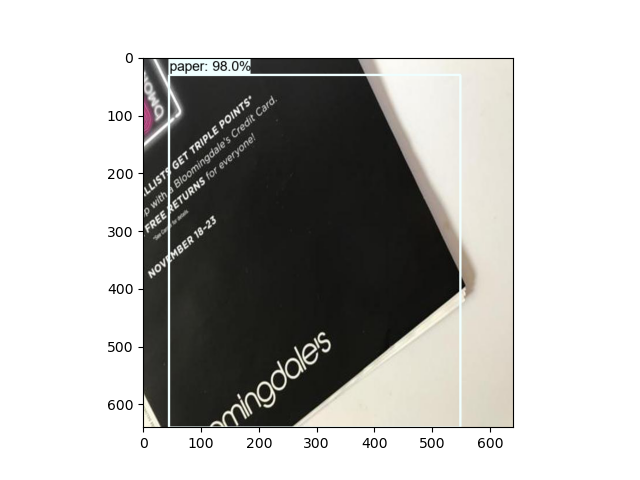 paper: 98.0%
LLISTS GET TRIPLE POINTS*
p with a Bloomingdale's Credit Card.
FREE RETURNS for everyone!
NOVEMBER 18–23
omingdale's
0
100
200
300
400
500
600
0 100 200 300 400 500 600